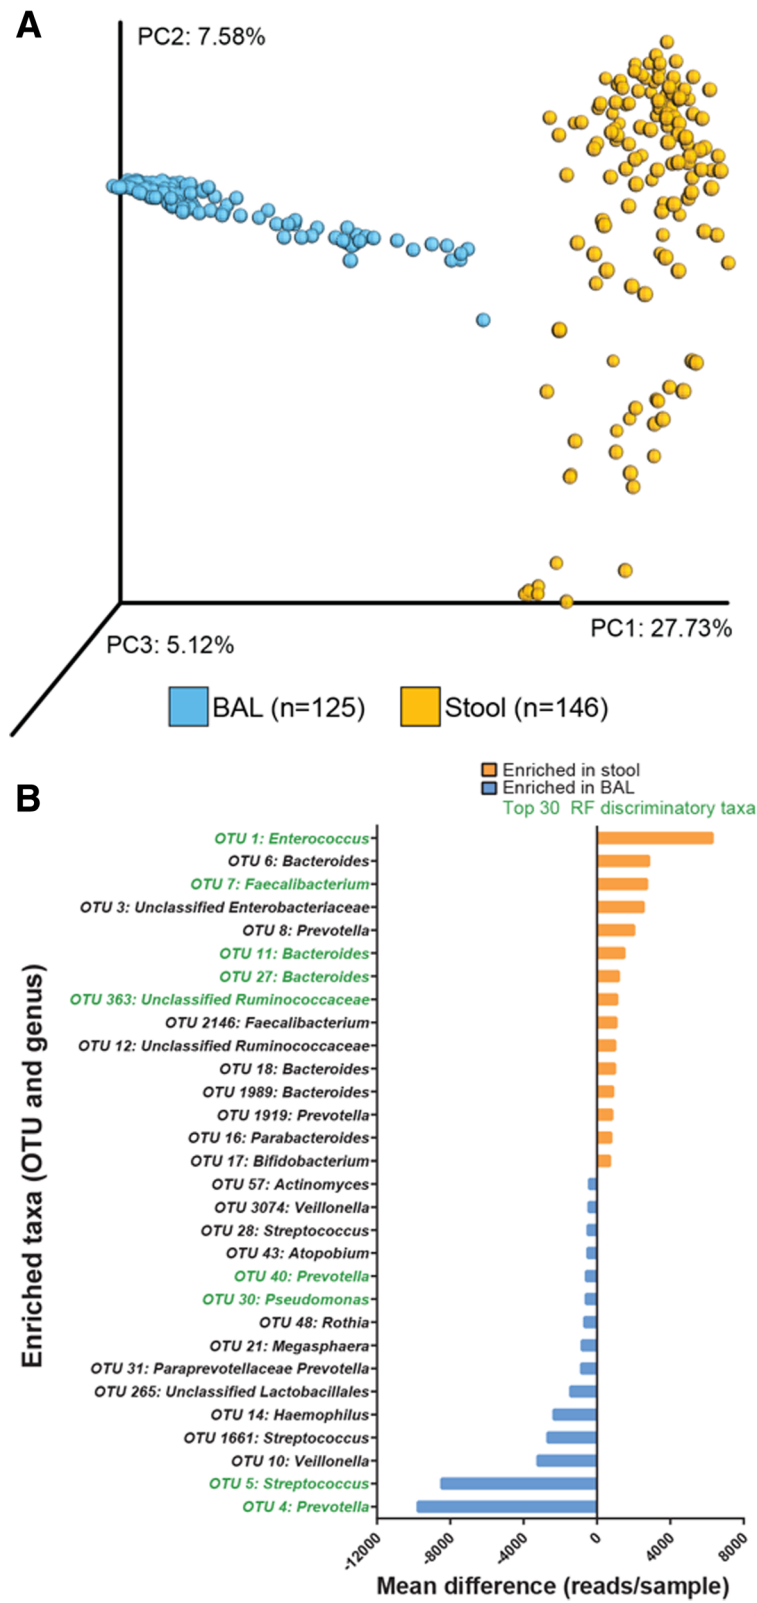 A
PC2: 7.58%
PC1: 27.73%
PC3: 5.12%
BAL (n=125)
Stool (n=146)
B
Enriched in stool
Enriched in BAL
Top 30 RF discriminatory taxa
Enriched taxa (OTU and genus)
OTU 1: Enterococcus
OTU 6: Bacteroides
OTU 7: Faecalibacterium
OTU 3: Unclassified Enterobacteriaceae
OTU 8: Prevotella
OTU 11: Bacteroides
OTU 27: Bacteroides
OTU 363: Unclassified Ruminococcaceae
OTU 2146: Faecalibacterium
OTU 12: Unclassified Ruminococcaceae
OTU 18: Bacteroides
OTU 1989: Bacteroides
OTU 1919: Prevotella
OTU 16: Parabacteroides
OTU 17: Bifidobacterium
OTU 57: Actinomyces
OTU 3074: Veillonella
OTU 28: Streptococcus
OTU 43: Atopobium
OTU 40: Prevotella
OTU 30: Pseudomonas
OTU 48: Rothia
OTU 21: Megasphaera
OTU 31: Paraprevotellaceae Prevotella
OTU 265: Unclassified Lactobacillales
OTU 14: Haemophilus
OTU 1661: Streptococcus
OTU 10: Veillonella
OTU 5: Streptococcus
OTU 4: Prevotella
-12000 -8000 -4000 0 4000 8000
Mean difference (reads/sample)